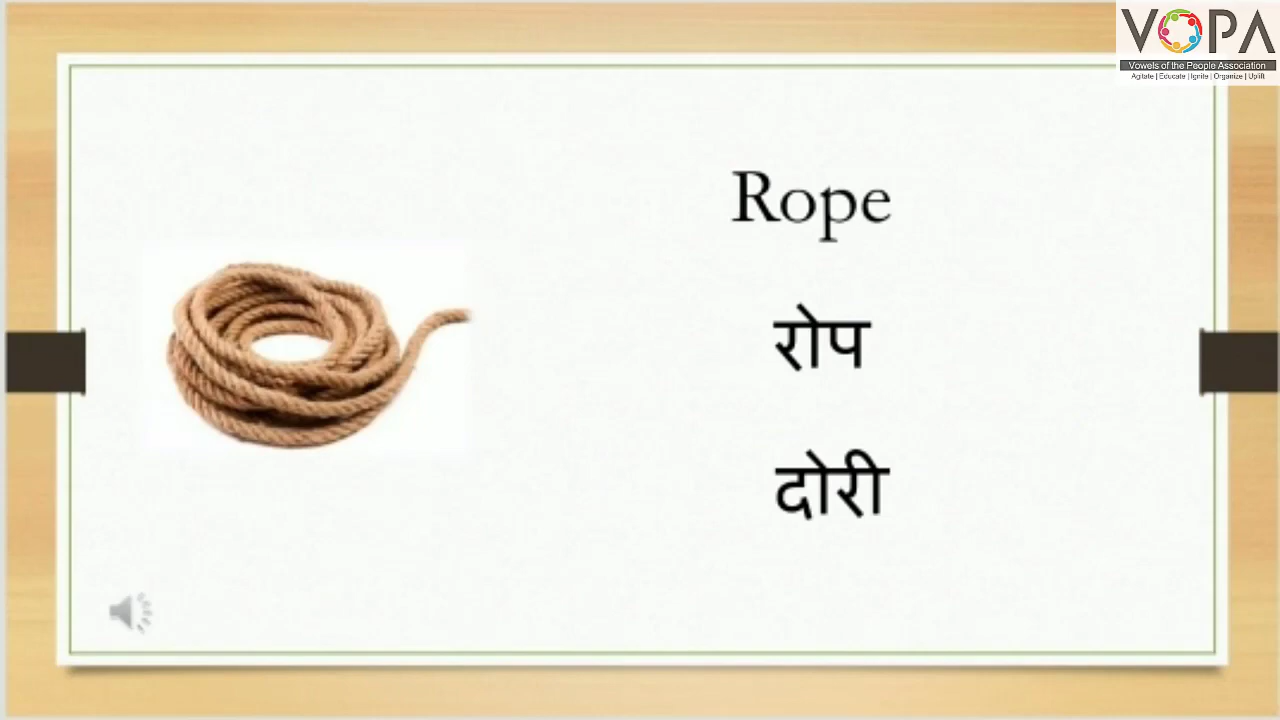 VOPA
Vowels of the People Association
Agitate | Educate | Ignite | Organize | Uplift
Rope
रोप
दोरी